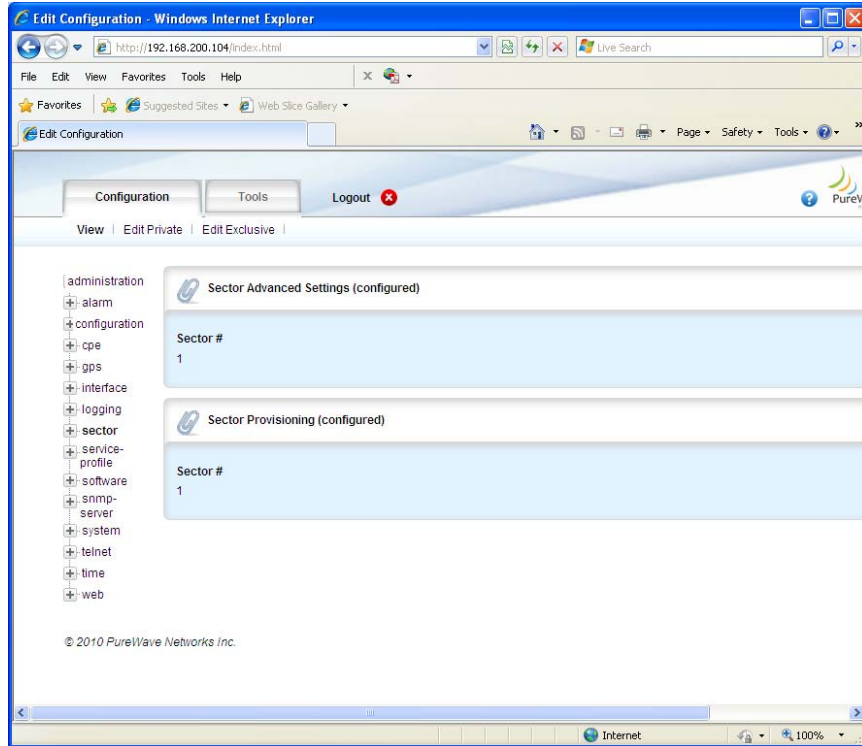 Edit Configuration - Windows Internet Explorer
http://192.168.200.104/index.html
Live Search
File Edit View Favorites Tools Help
Favorites Suggested Sites Web Slice Gallery
Edit Configuration
Page Safety Tools
Configuration Tools Logout
View | Edit Private | Edit Exclusive |
administration
alarm
configuration
cpe
gps
interface
logging
sector
service-
profile
software
snmp-
server
system
telnet
time
web
Sector Advanced Settings (configured)
Sector #
1
Sector Provisioning (configured)
Sector #
1
© 2010 PureWave Networks Inc.
Internet
100%